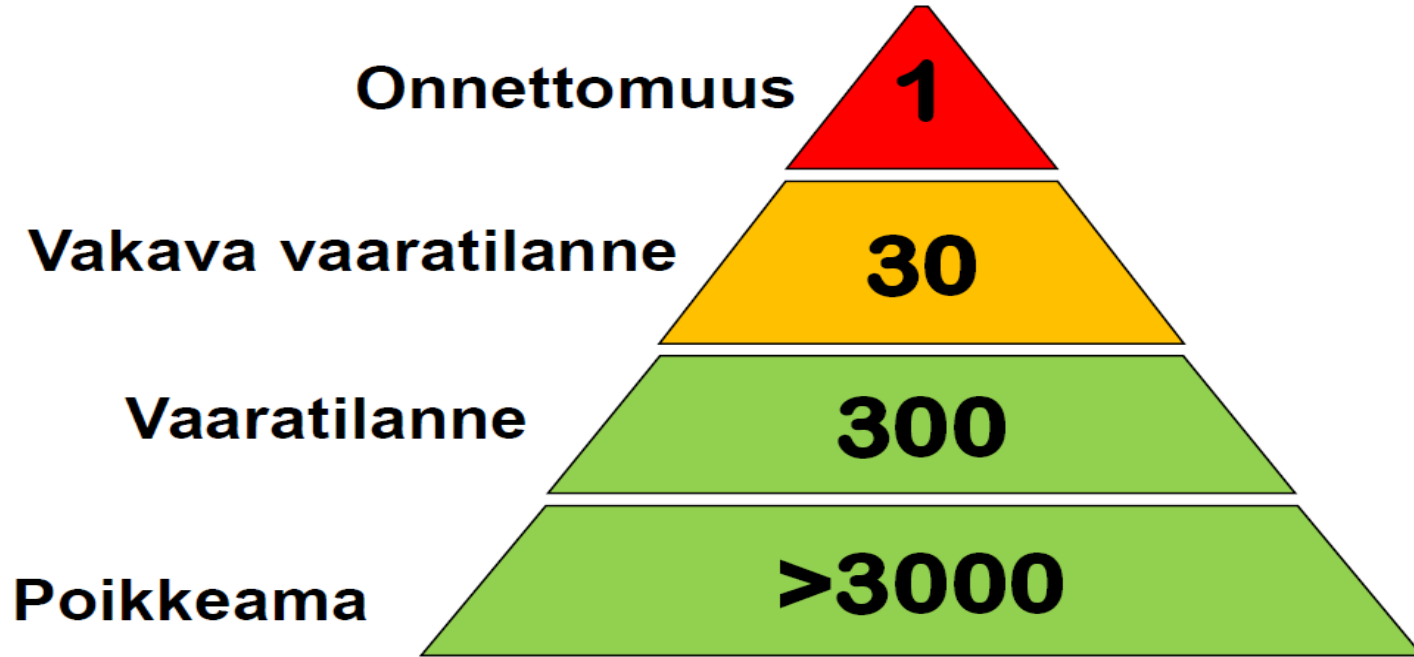 Onnettomuus
1
Vakava vaaratilanne
30
Vaaratilanne
300
Poikkeama
>3000